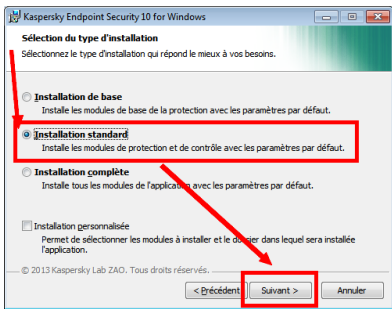 Kaspersky Endpoint Security 10 for Windows
Sélection du type d'installation
Sélectionnez le type d'installation qui répond le mieux à vos besoins.
Installation de base
Installe les modules de base de la protection avec les paramètres par défaut.
Installation standard
Installe les modules de protection et de contrôle avec les paramètres par défaut.
Installation complète
Installe tous les modules de l'application avec les paramètres par défaut.
Installation personnalisée
Permet de sélectionner les modules à installer et le dossier dans lequel sera installée
l'application.
© 2013 Kaspersky Lab ZAO. Tous droits réservés.
< Précédent Suivant > Annuler